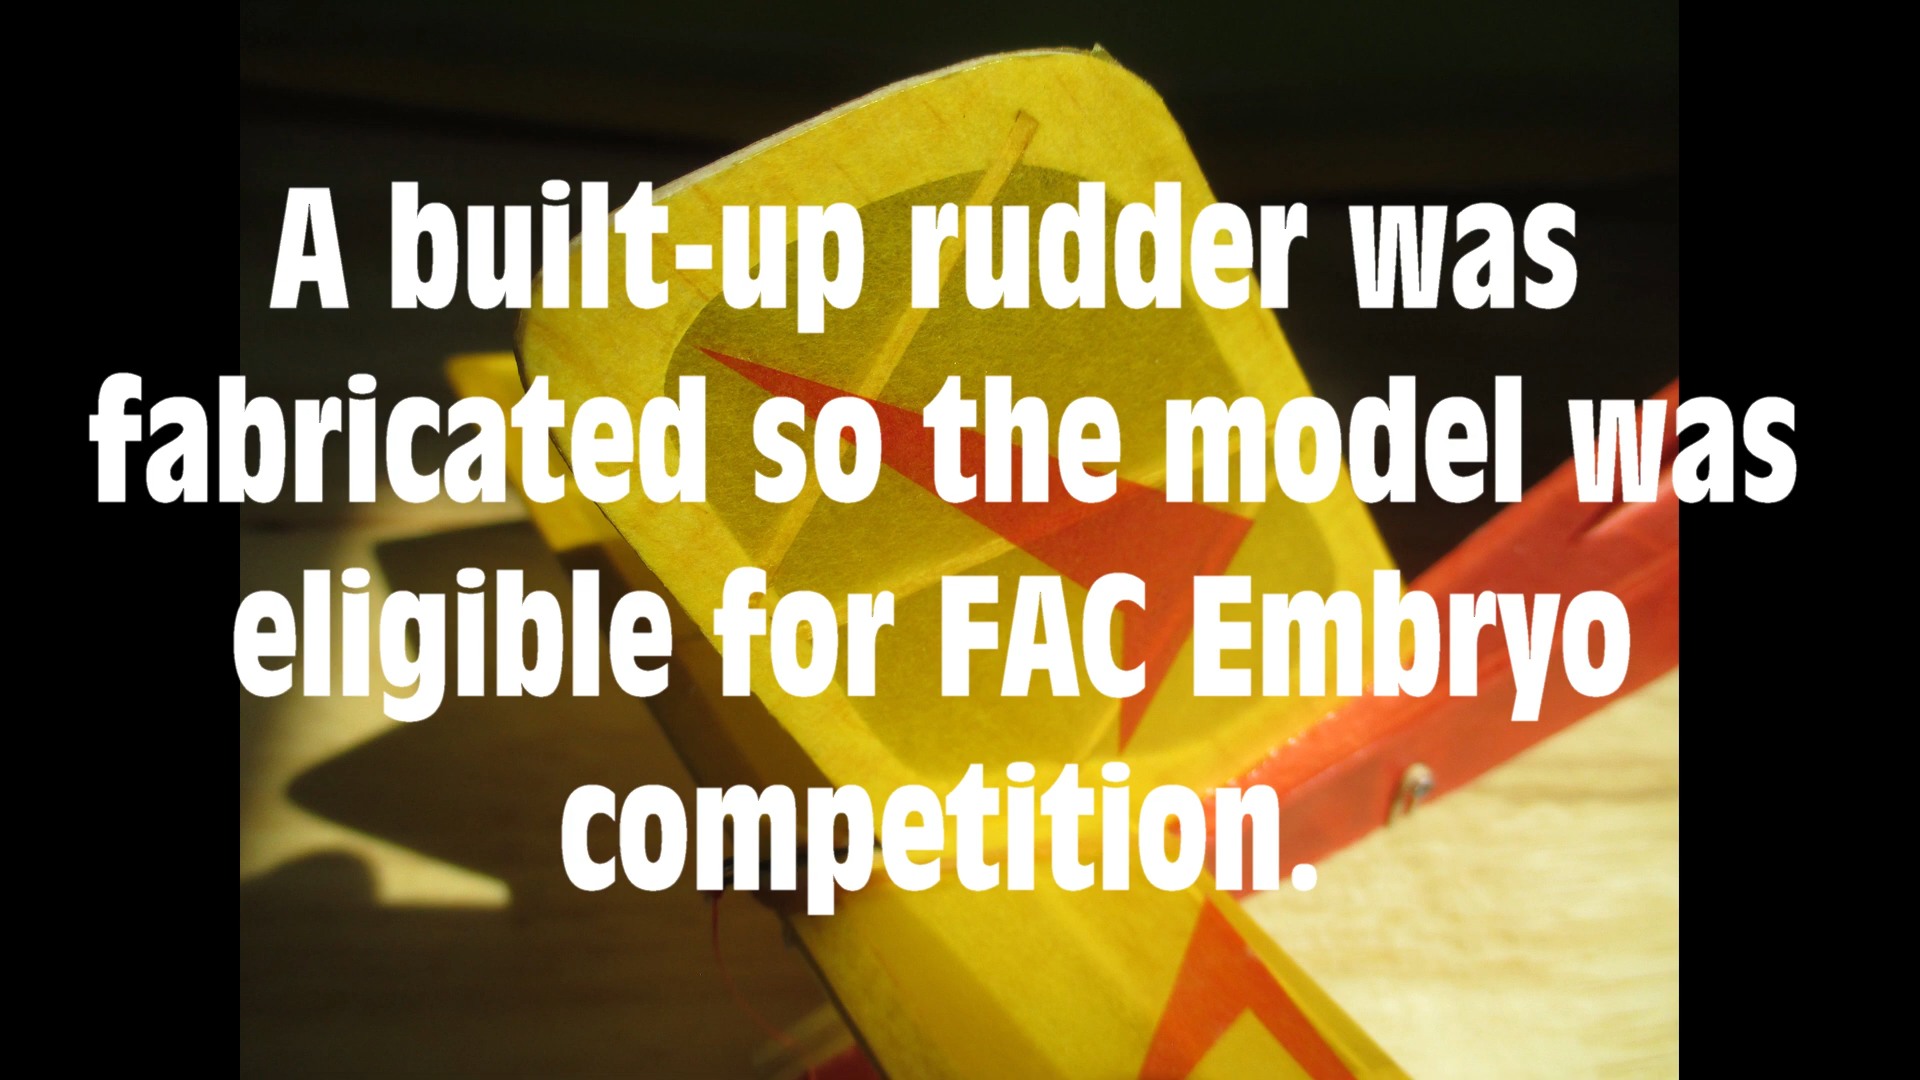 A built-up rudder was
fabricated so the model was
eligible for FAC Embryo
competition.